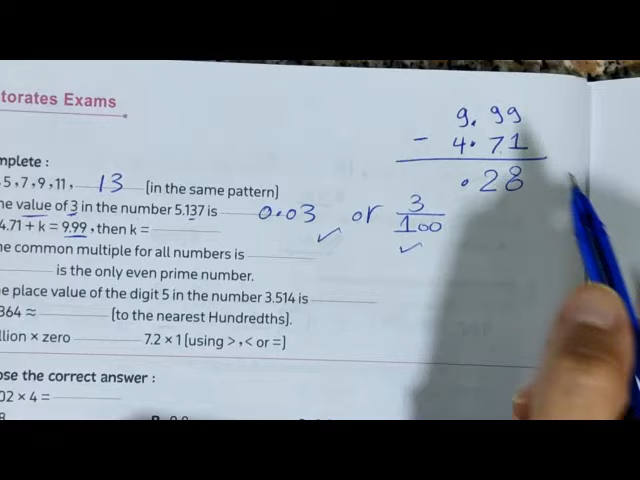 torates Exams
9.99
- 4.71
.28
mplete :
5, 7, 9, 11, 13 (in the same pattern)
ne value of 3 in the number 5.137 is 0.03 or 3/100
4.71 + k = 9.99, then k =
ne common multiple for all numbers is
is the only even prime number.
ne place value of the digit 5 in the number 3.514 is
364 ≈ (to the nearest Hundredths).
llion × zero 7.2 × 1 (using >, < or =)
ose the correct answer :
02 × 4 =